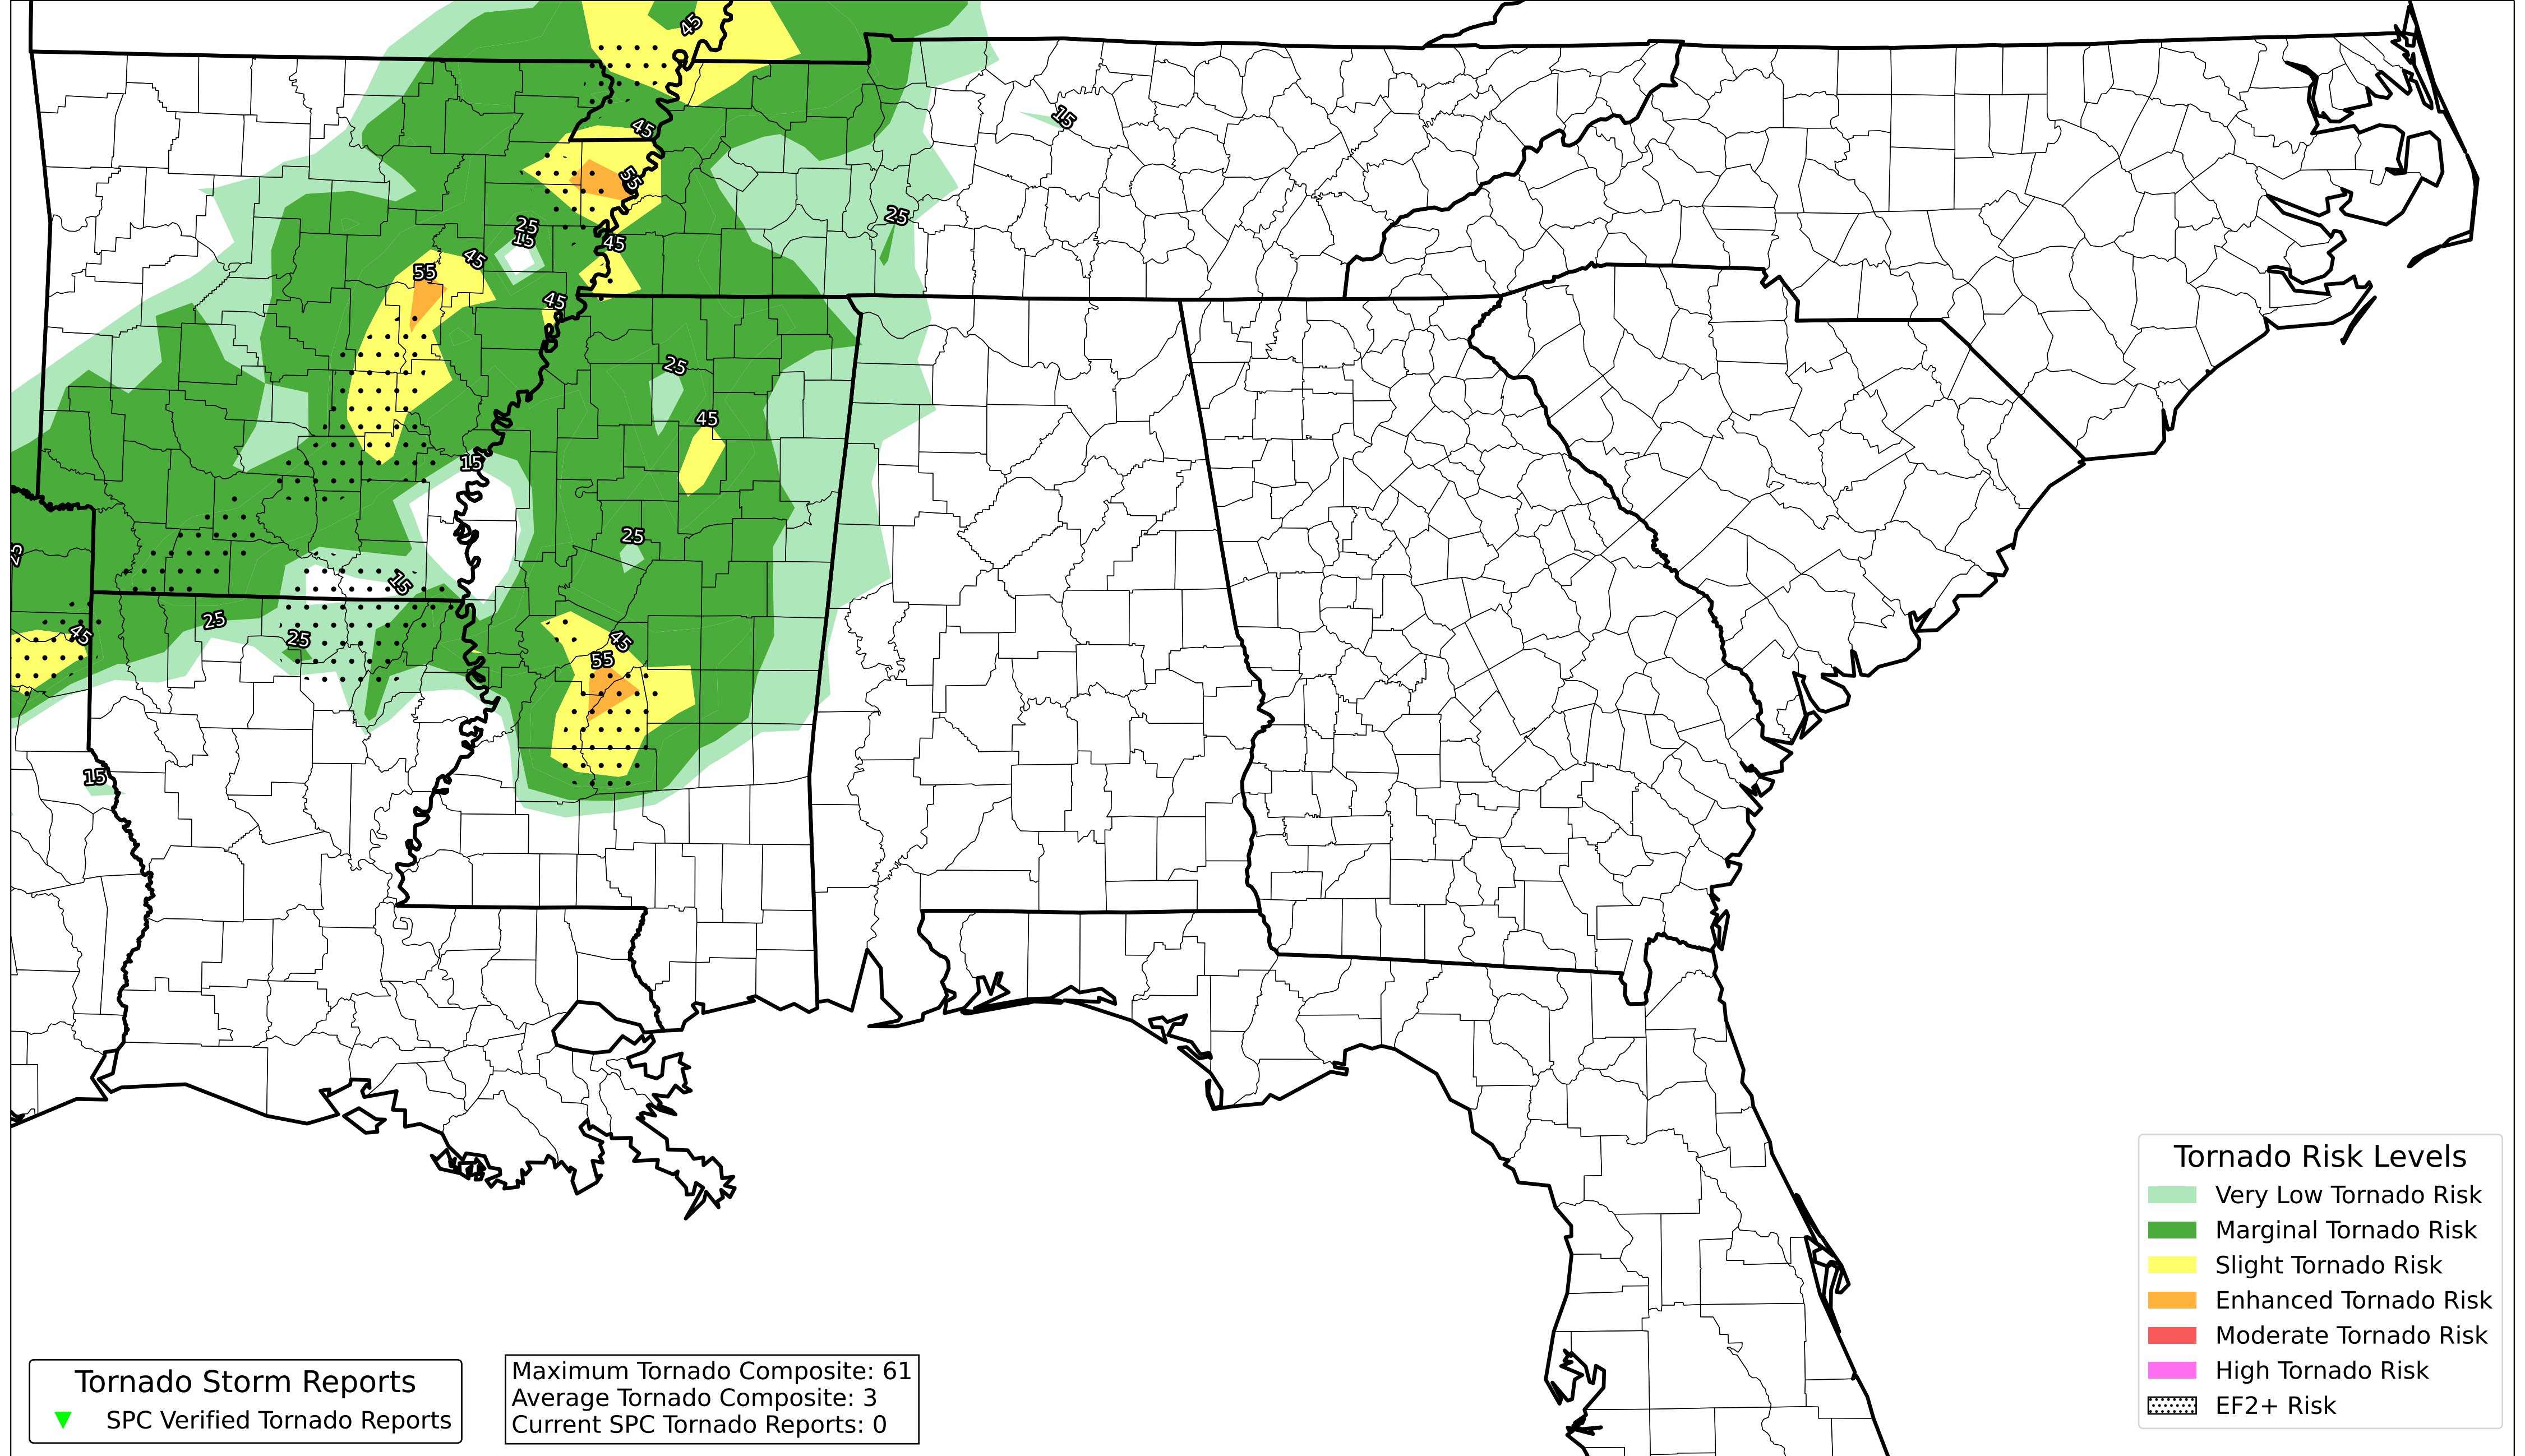 45
45
15
55
25
25
15
45
45
55
45
25
45
15
25
25
15
25
45
25
45
55
15
Tornado Risk Levels
Very Low Tornado Risk
Marginal Tornado Risk
Slight Tornado Risk
Enhanced Tornado Risk
Moderate Tornado Risk
High Tornado Risk
EF2+ Risk
Tornado Storm Reports
SPC Verified Tornado Reports
Maximum Tornado Composite: 61
Average Tornado Composite: 3
Current SPC Tornado Reports: 0